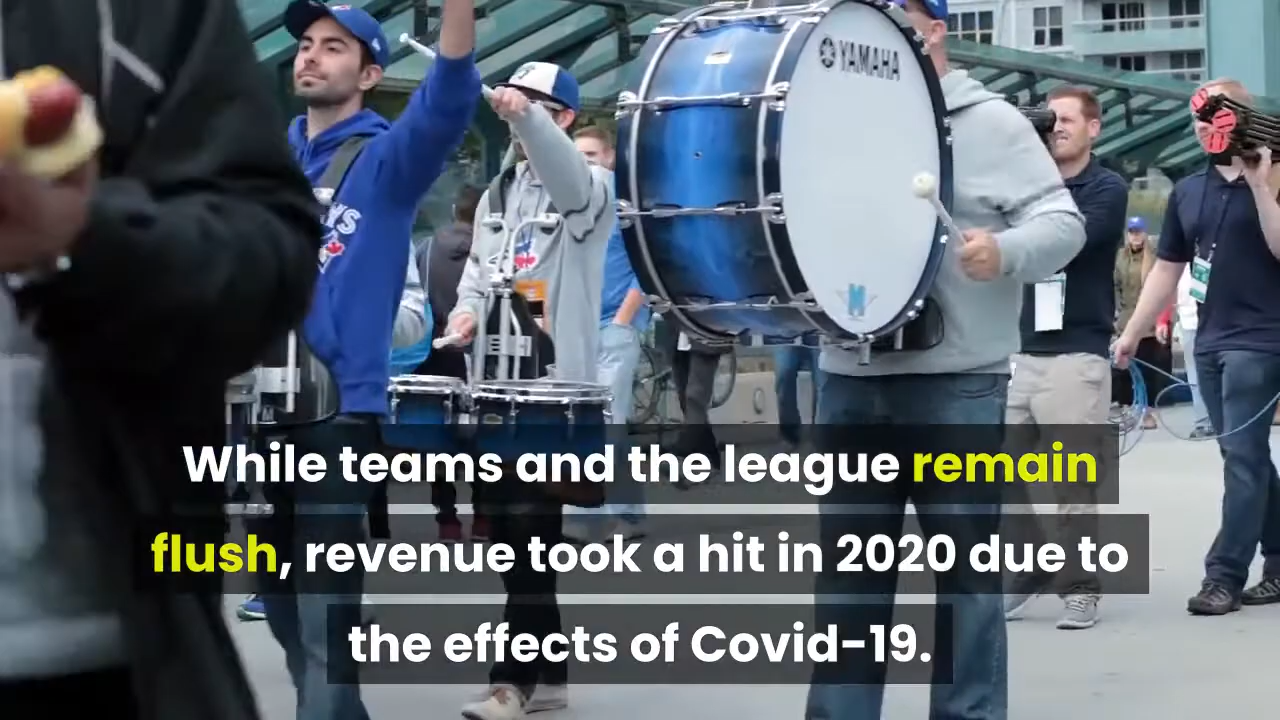 YAMAHA
While teams and the league remain
flush, revenue took a hit in 2020 due to
the effects of Covid-19.